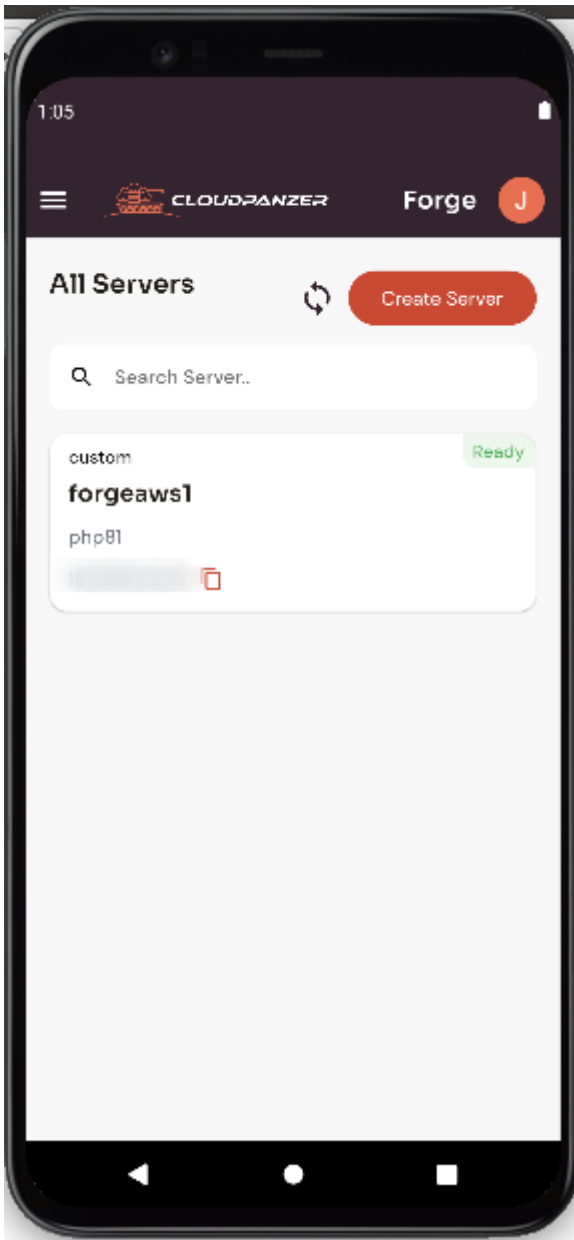 1:05
CLOUDPANZER
Forge
J
All Servers
Create Server
Search Server..
custom
Ready
forgeaws1
php81